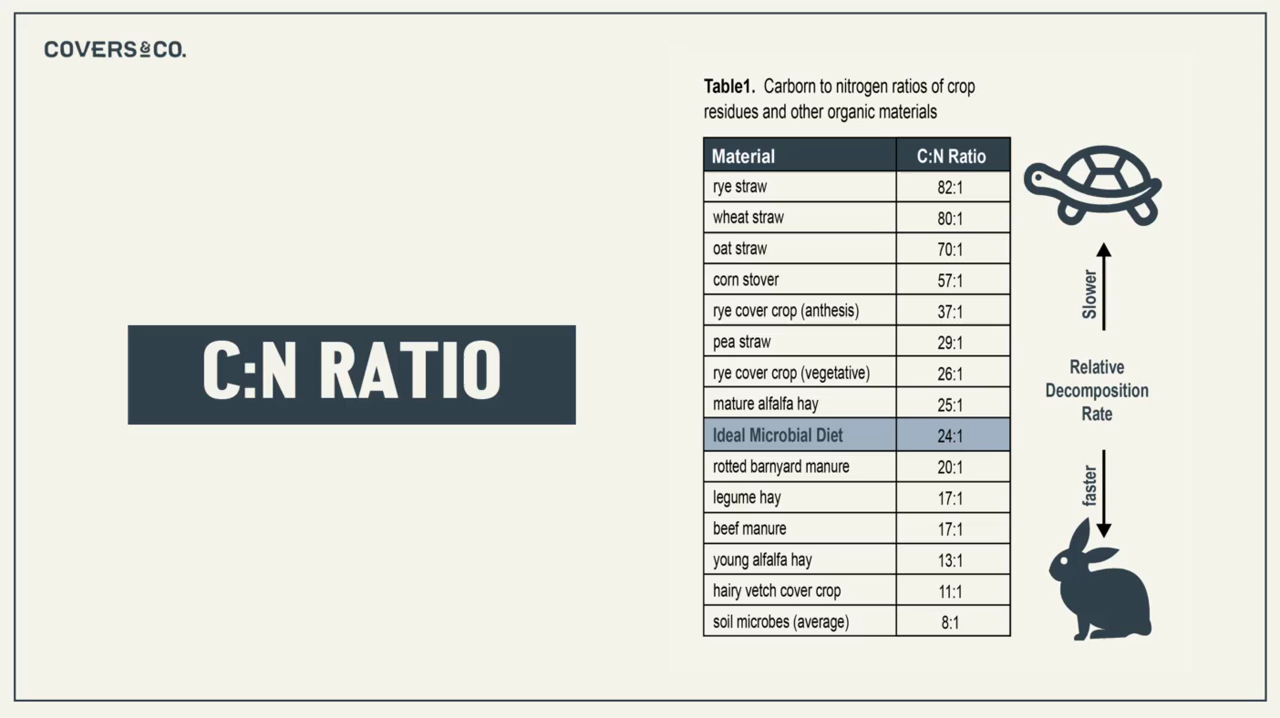 COVERS&CO.
C:N RATIO
Table1. Carborn to nitrogen ratios of crop
residues and other organic materials
Material C:N Ratio
rye straw 82:1
wheat straw 80:1
oat straw 70:1
corn stover 57:1
rye cover crop (anthesis) 37:1
pea straw 29:1
rye cover crop (vegetative) 26:1
mature alfalfa hay 25:1
Ideal Microbial Diet 24:1
rotted barnyard manure 20:1
legume hay 17:1
beef manure 17:1
young alfalfa hay 13:1
hairy vetch cover crop 11:1
soil microbes (average) 8:1
Slower
Relative
Decomposition
Rate
faster